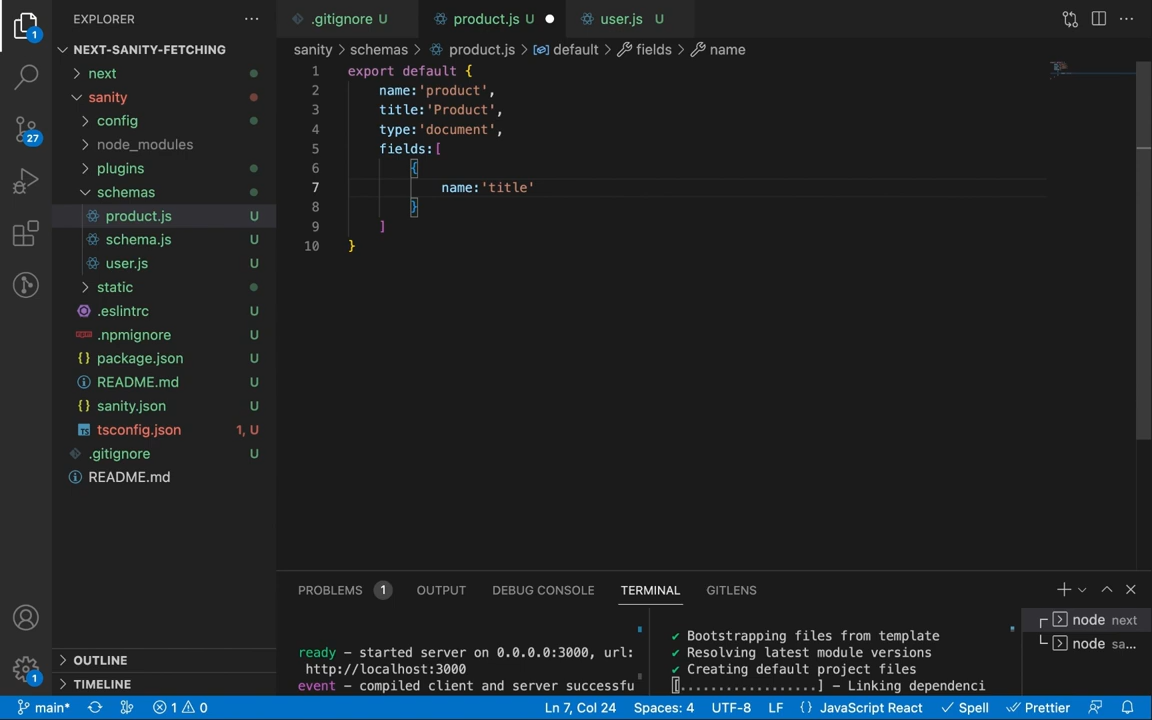 EXPLORER
.gitignore U
product.js U
user.js U
NEXT-SANITY-FETCHING
sanity > schemas > product.js > default > fields > name
next
sanity
config
node_modules
plugins
schemas
product.js U
schema.js U
user.js U
static
.eslintrc U
.npmignore U
package.json U
README.md U
sanity.json U
tsconfig.json 1, U
.gitignore U
README.md
OUTLINE
TIMELINE
1 export default {
2 name:'product',
3 title:'Product',
4 type:'document',
5 fields:[
6 {
7 name:'title'
8 }
9 ]
10 }
1
27
1
PROBLEMS 1 OUTPUT DEBUG CONSOLE TERMINAL GITLENS
ready – started server on 0.0.0.0:3000, url:
http://localhost:3000
event – compiled client and server successfu
✔ Bootstrapping files from template
✔ Resolving latest module versions
✔ Creating default project files
[..................] – Linking dependenci
node next
node sa...
main* 1 0 Ln 7, Col 24 Spaces: 4 UTF-8 LF {} JavaScript React Spell Prettier